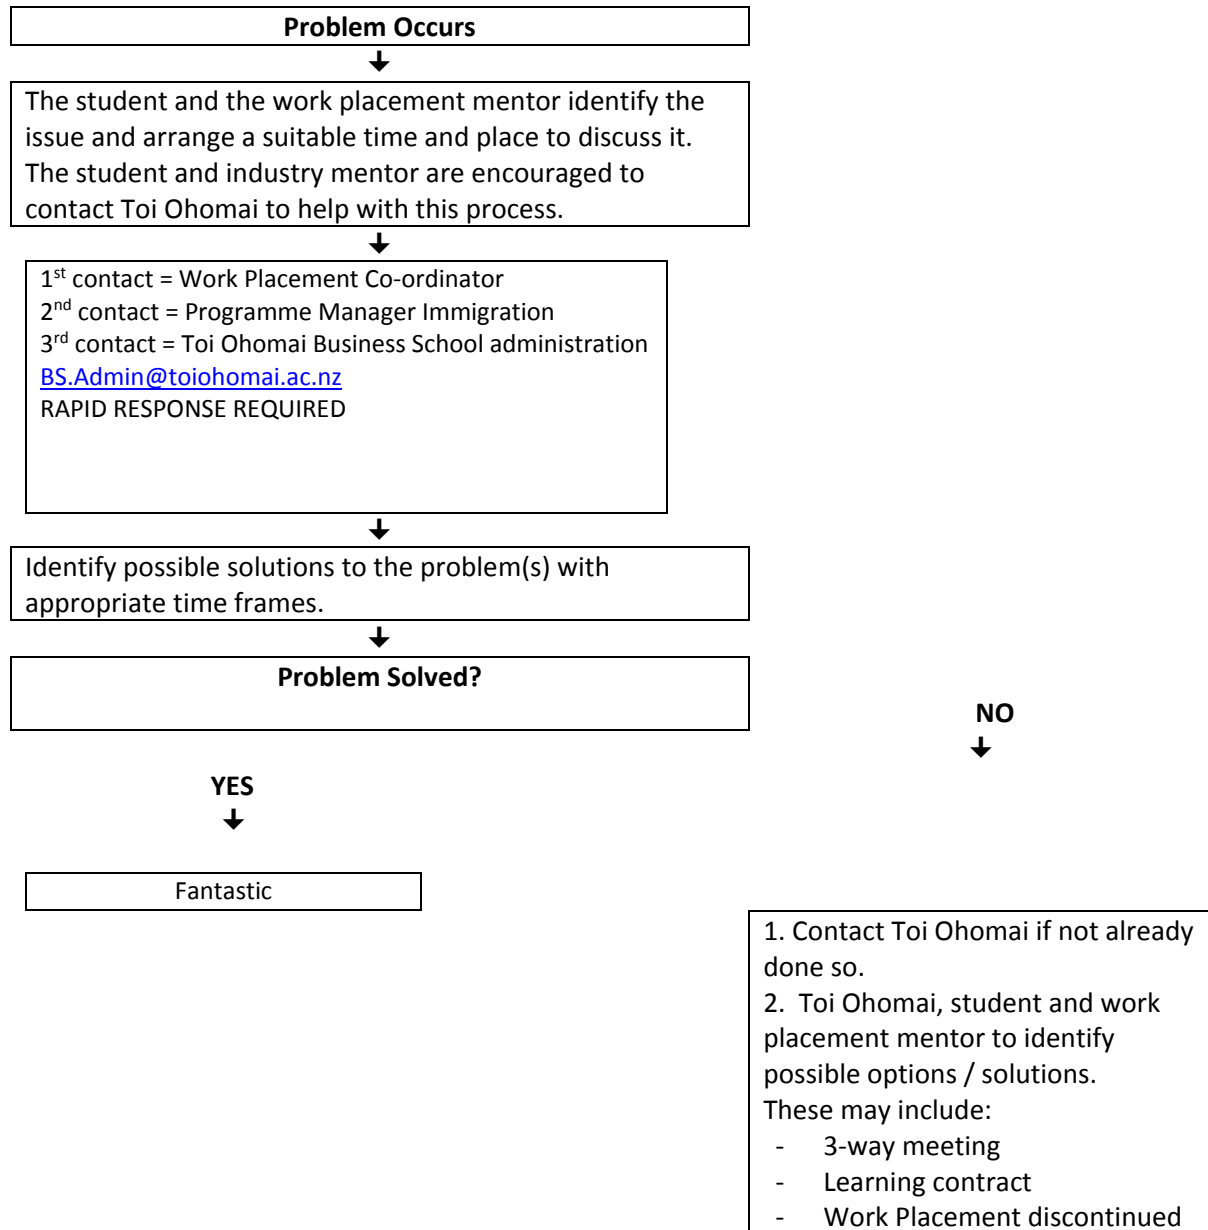 Problem Occurs
The student and the work placement mentor identify the
issue and arrange a suitable time and place to discuss it.
The student and industry mentor are encouraged to
contact Toi Ohomai to help with this process.
1st contact = Work Placement Co-ordinator
2nd contact = Programme Manager Immigration
3rd contact = Toi Ohomai Business School administration
BS.Admin@toiohomai.ac.nz
RAPID RESPONSE REQUIRED
Identify possible solutions to the problem(s) with
appropriate time frames.
Problem Solved?
NO
YES
Fantastic
1. Contact Toi Ohomai if not already
done so.
2. Toi Ohomai, student and work
placement mentor to identify
possible options / solutions.
These may include:
- 3-way meeting
- Learning contract
- Work Placement discontinued